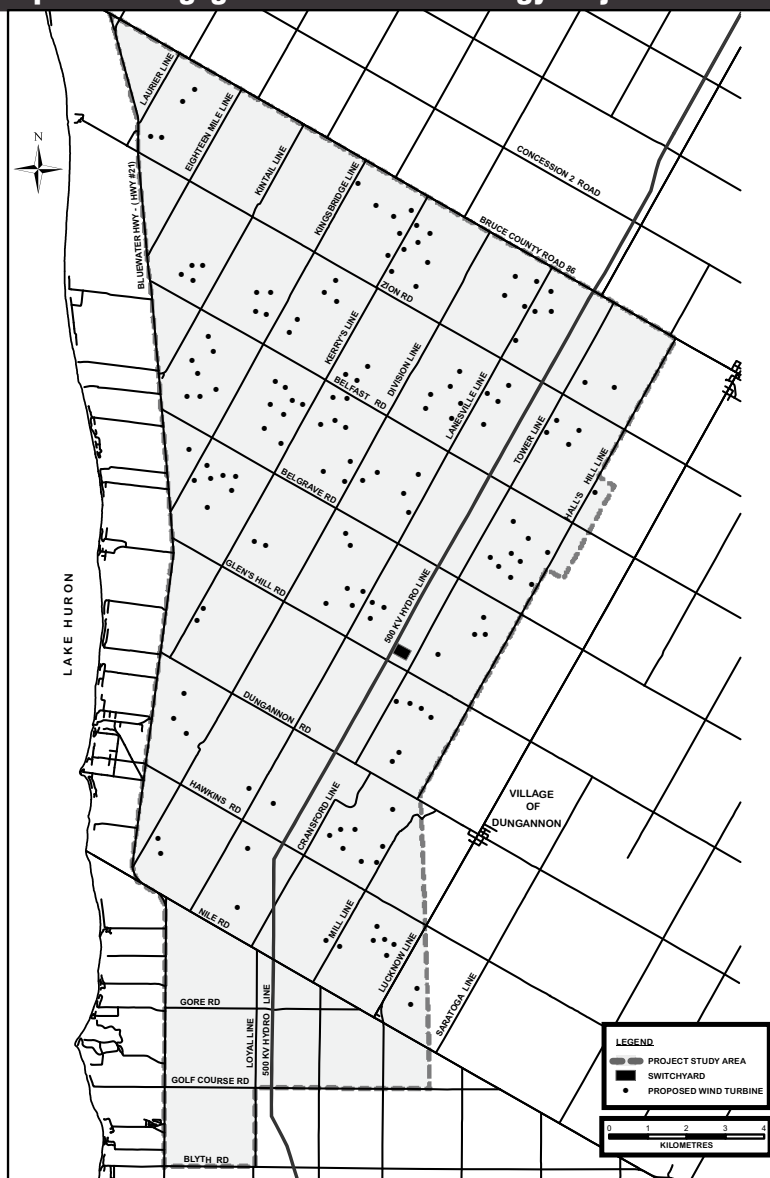 LAURIER LINE
EIGHTEEN MILE LINE
KINTAIL LINE
KINGSBRIDGE LINE
CONCESSION 2 ROAD
N
BLUEWATER HWY - ( HWY #21)
BRUCE COUNTY ROAD 86
ZION RD
KERRY'S LINE
DIVISION LINE
BELFAST RD
LANESVILLE LINE
TOWER LINE
HALL'S HILL LINE
BELGRAVE RD
GLEN'S HILL RD
500 KV HYDRO LINE
LAKE HURON
DUNGANNON RD
HAWKINS RD
CRANSFORD LINE
VILLAGE
OF
DUNGANNON
NILE RD
MILL LINE
LUCKNOW LINE
SARATOGA LINE
GORE RD
LOYAL LINE
500 KV HYDRO LINE
GOLF COURSE RD
BLYTH RD
LEGEND
PROJECT STUDY AREA
SWITCHYARD
PROPOSED WIND TURBINE
0 1 2 3 4
KILOMETRES